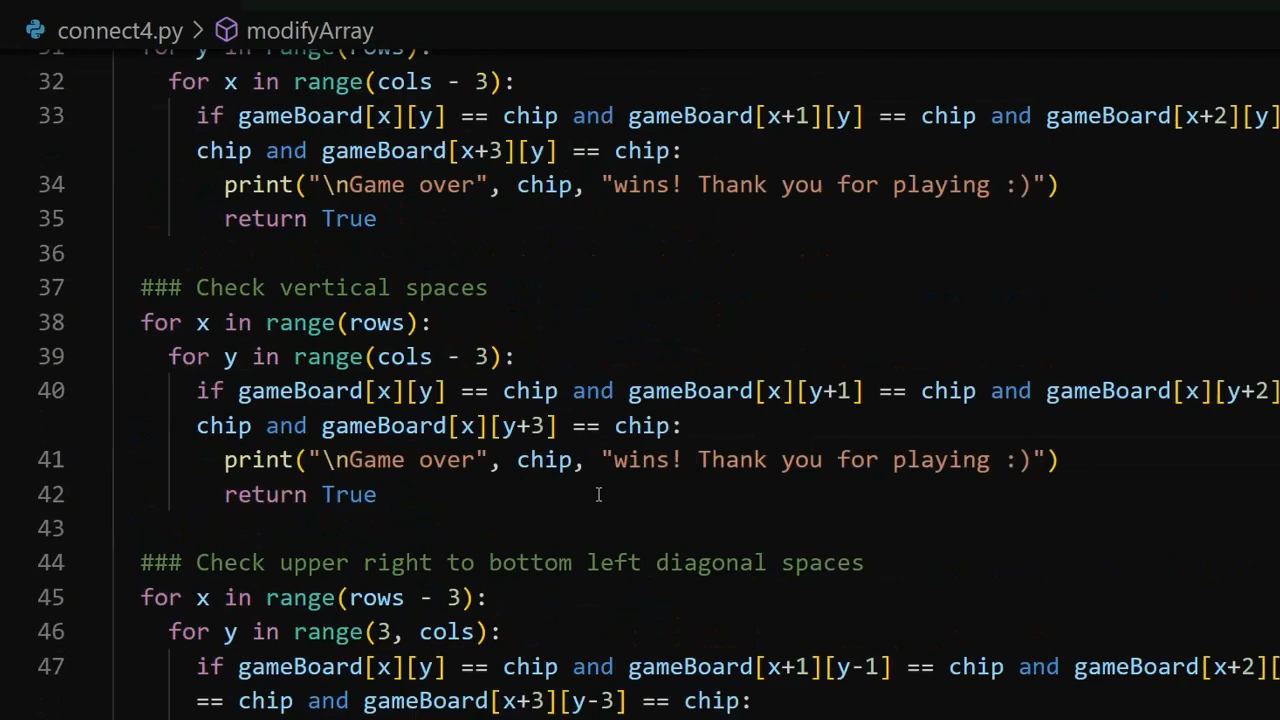 connect4.py > modifyArray
31 for y in range(rows):
32 for x in range(cols - 3):
33 if gameBoard[x][y] == chip and gameBoard[x+1][y] == chip and gameBoard[x+2][y]
chip and gameBoard[x+3][y] == chip:
34 print("\nGame over", chip, "wins! Thank you for playing :)")
35 return True
36
37 ### Check vertical spaces
38 for x in range(rows):
39 for y in range(cols - 3):
40 if gameBoard[x][y] == chip and gameBoard[x][y+1] == chip and gameBoard[x][y+2]
chip and gameBoard[x][y+3] == chip:
41 print("\nGame over", chip, "wins! Thank you for playing :)")
42 return True
43
44 ### Check upper right to bottom left diagonal spaces
45 for x in range(rows - 3):
46 for y in range(3, cols):
47 if gameBoard[x][y] == chip and gameBoard[x+1][y-1] == chip and gameBoard[x+2][
== chip and gameBoard[x+3][y-3] == chip: